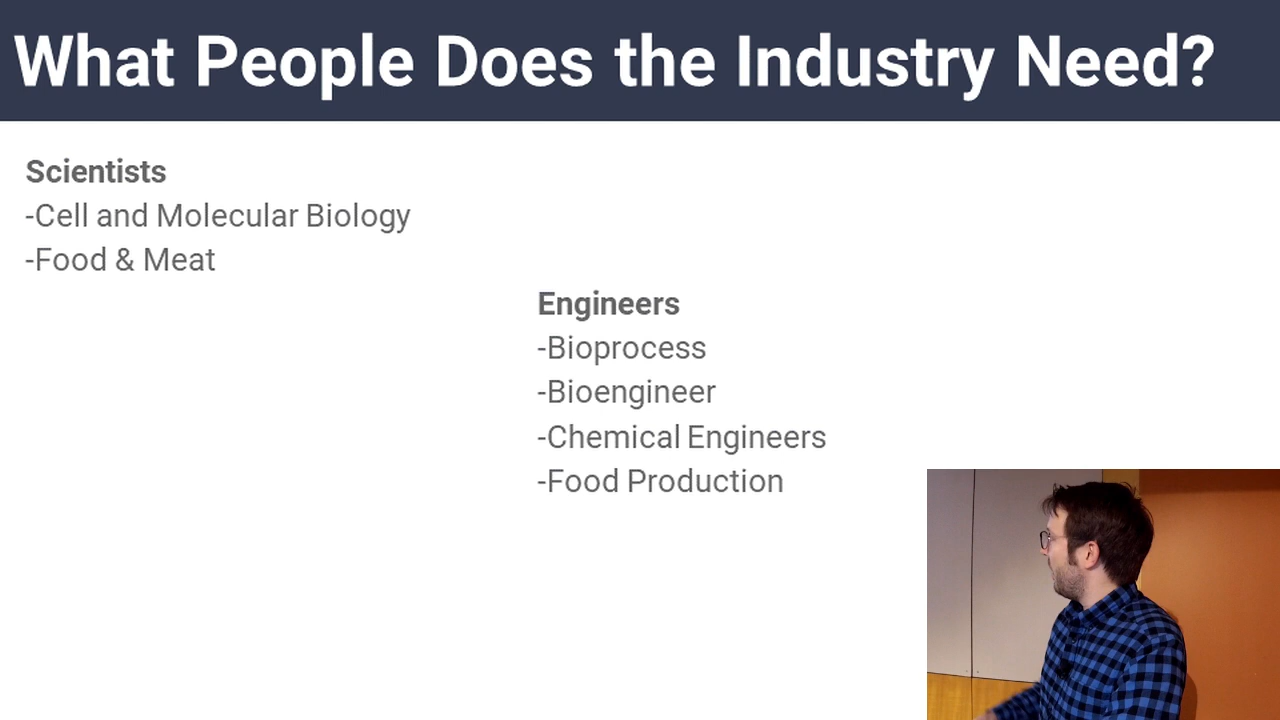 What People Does the Industry Need?
Scientists
-Cell and Molecular Biology
-Food & Meat
Engineers
-Bioprocess
-Bioengineer
-Chemical Engineers
-Food Production